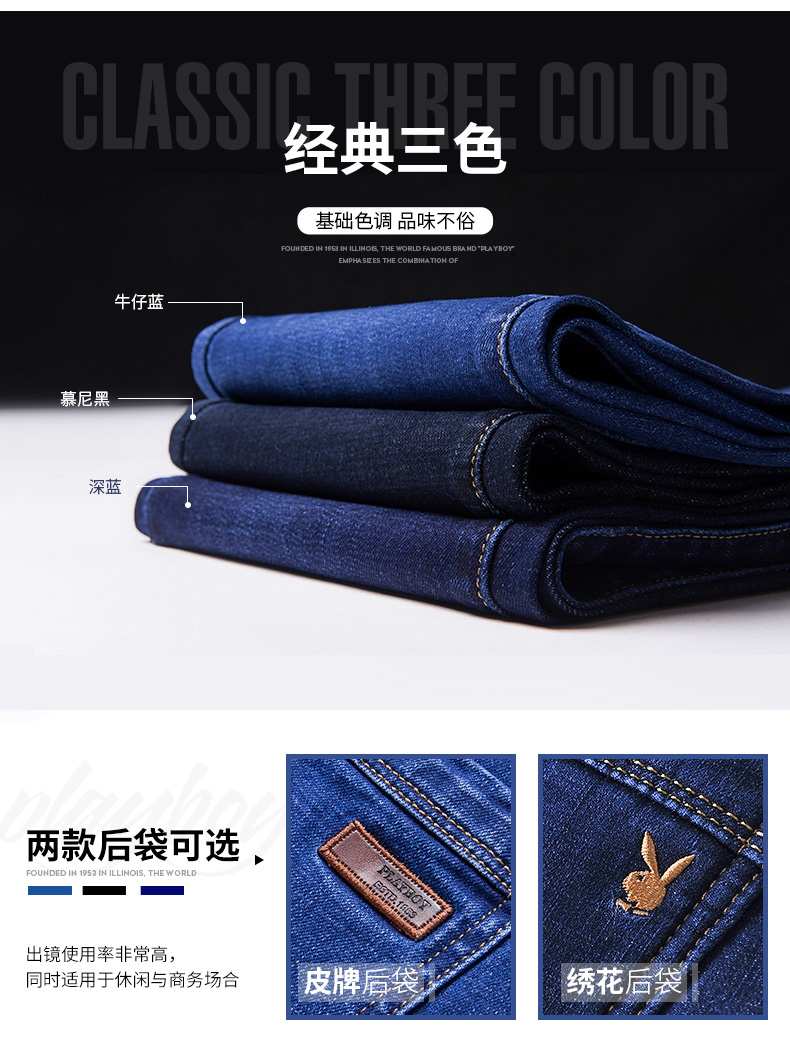 CLASSIC THREE COLOR
经典三色
基础色调 品味不俗
FOUNDED IN 1953 IN ILLINOIS, THE WORLD FAMOUS BRAND "PLAYBOY"
EMPHASIZES THE COMBINATION OF
牛仔蓝
慕尼黑
深蓝
playboy
两款后袋可选
FOUNDED IN 1953 IN ILLINOIS, THE WORLD
出镜使用率非常高，
同时适用于休闲与商务场合
PLAYBOY
ESTD. 1953
皮牌后袋
绣花后袋